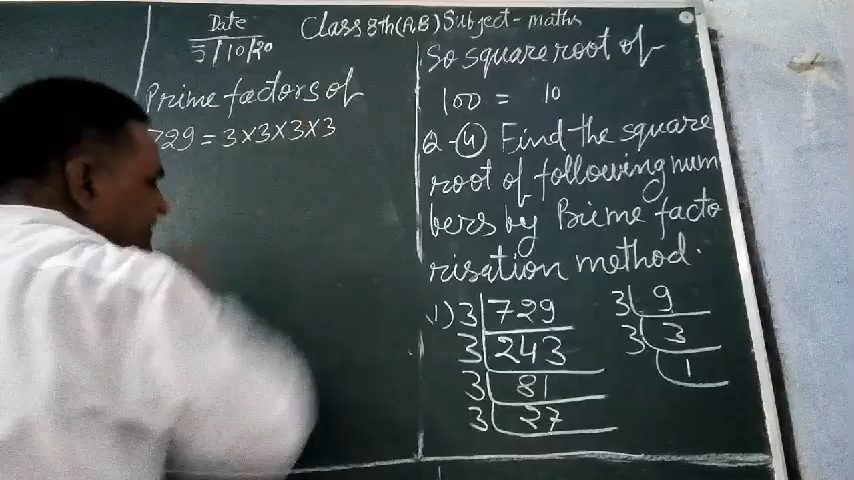 Date
5/10/20
Class 8th(A,B) Subject - maths
Prime factors of
729 = 3×3×3×3
So square root of
100 = 10
Q-(4) Find the square
root of following num
bers by Prime facto
risation method.
1) 3 729
3 243
3 81
3 27
3 9
3 3
1